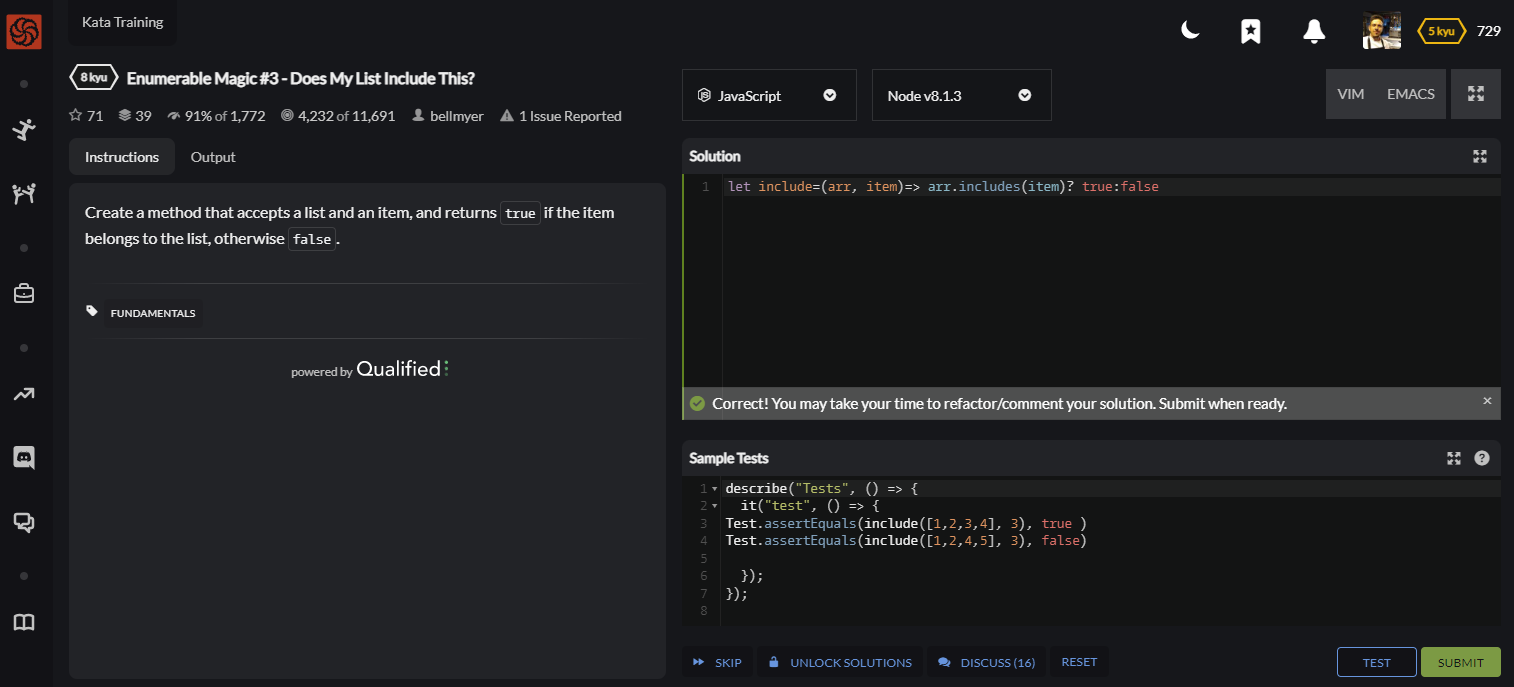 Kata Training
5 kyu 729
8 kyu Enumerable Magic #3 - Does My List Include This?
71 39 91% of 1,772 4,232 of 11,691 bellmyer 1 Issue Reported
Instructions Output
Create a method that accepts a list and an item, and returns true if the item
belongs to the list, otherwise false.
FUNDAMENTALS
powered by Qualified
JavaScript Node v8.1.3 VIM EMACS
Solution
1 let include=(arr, item)=> arr.includes(item)? true:false
Correct! You may take your time to refactor/comment your solution. Submit when ready. ×
Sample Tests ?
1 describe("Tests", () => {
2 it("test", () => {
3 Test.assertEquals(include([1,2,3,4], 3), true )
4 Test.assertEquals(include([1,2,4,5], 3), false)
5
6 });
7 });
8
SKIP UNLOCK SOLUTIONS DISCUSS (16) RESET TEST SUBMIT